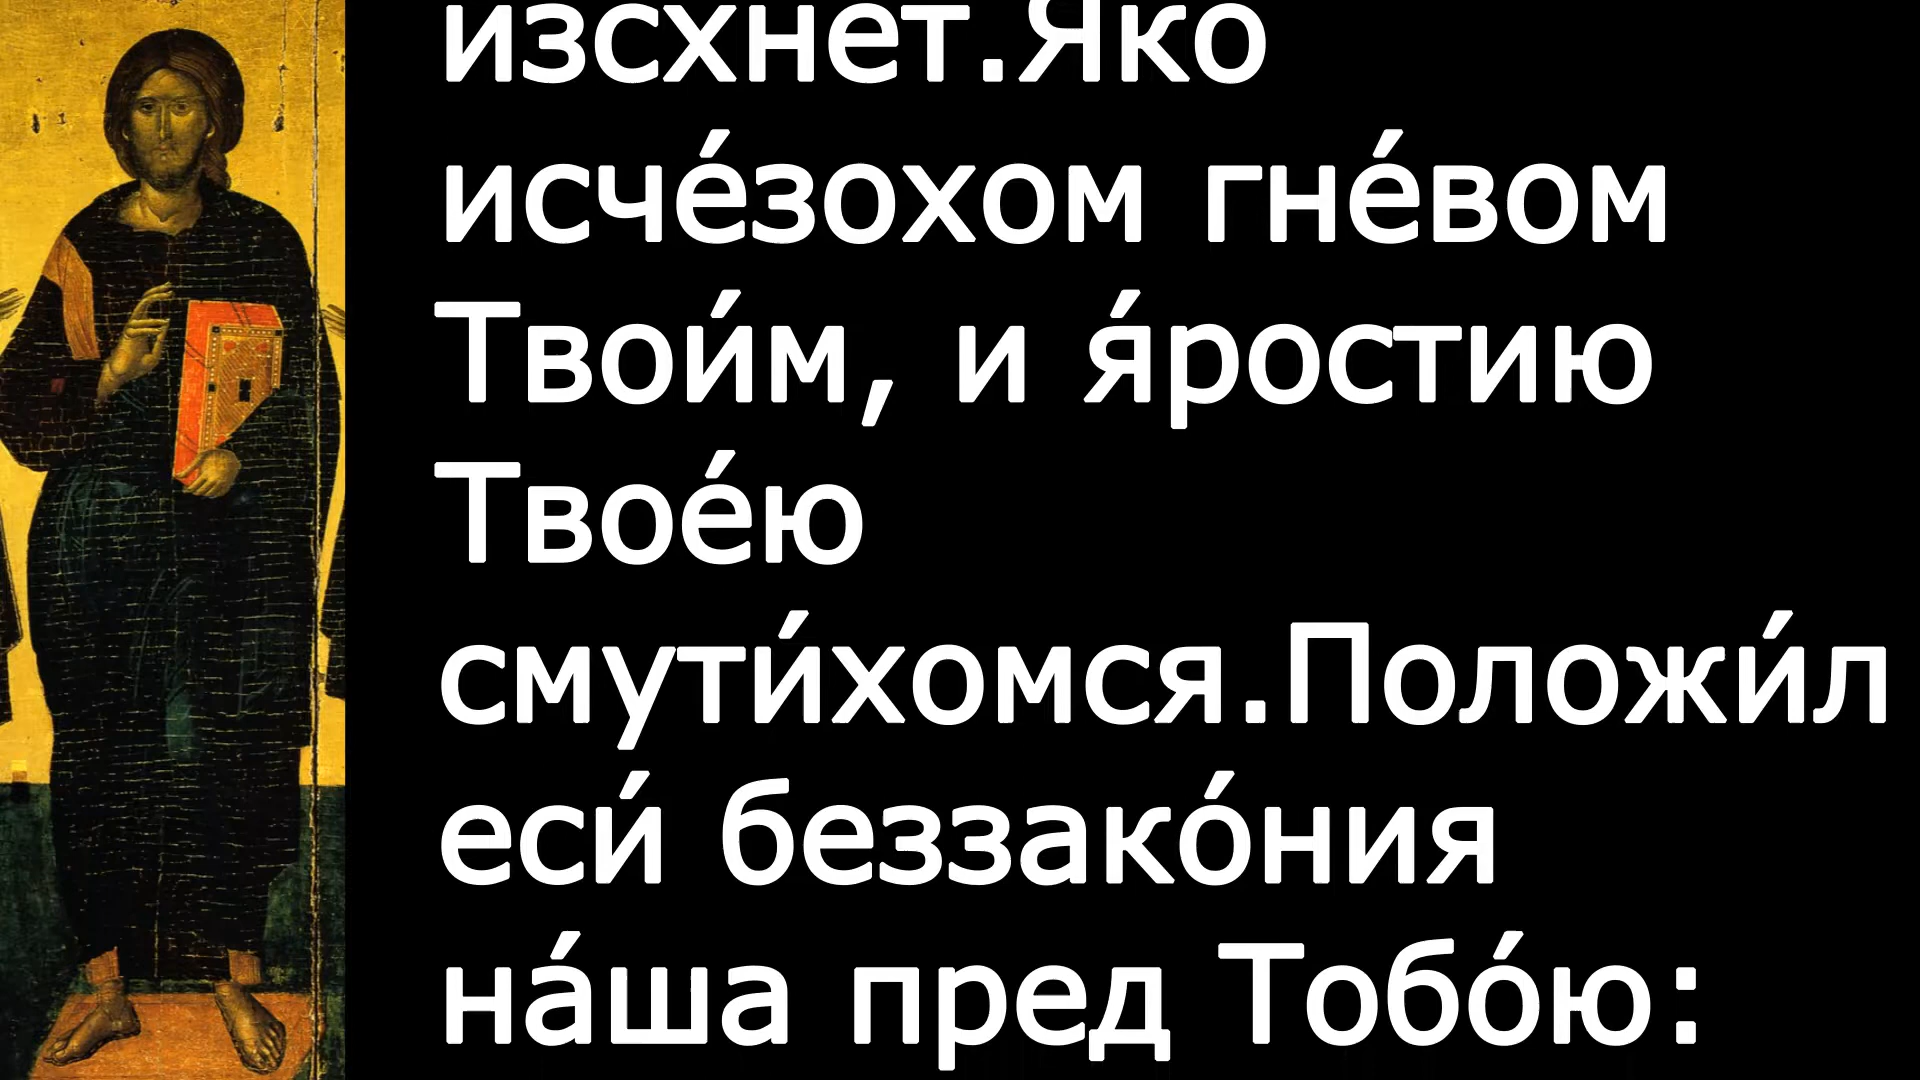 изсхнет.Яко
исче́зохом гне́вом
Твои́м, и я́ростию
Твое́ю
смути́хомся.Положи́л
еси́ беззако́ния
на́ша пред Тобо́ю: